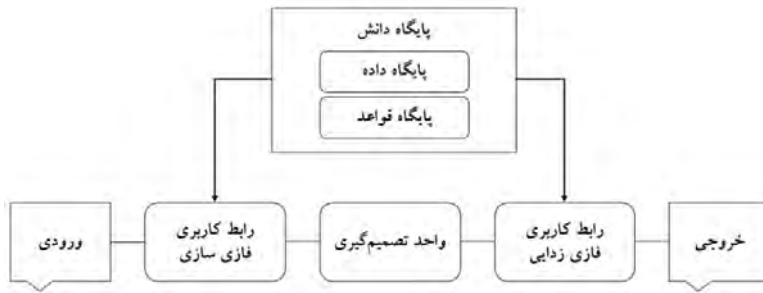 پایگاه دانش
پایگاه داده
پایگاه قواعد
ورودی
رابط کاربری
فازی سازی
واحد تصمیم‌گیری
رابط کاربری
فازی زدایی
خروجی